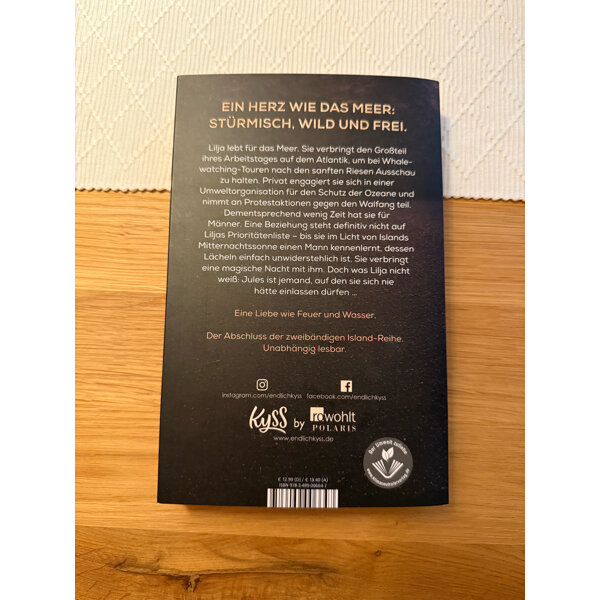 EIN HERZ WIE DAS MEER:
STÜRMISCH, WILD UND FREI.
Lilja lebt für das Meer. Sie verbringt den Großteil
ihres Arbeitstages auf dem Atlantik, um bei Whale-
watching-Touren nach den sanften Riesen Ausschau
zu halten. Privat engagiert sie sich in einer
Umweltorganisation für den Schutz der Ozeane und
nimmt an Protestaktionen gegen den Walfang teil.
Dementsprechend wenig Zeit hat sie für
Männer. Eine Beziehung steht definitiv nicht auf
Liljas Prioritätenliste – bis sie im Licht von Islands
Mitternachtssonne einen Mann kennenlernt, dessen
Lächeln einfach unwiderstehlich ist. Sie verbringt
eine magische Nacht mit ihm. Doch was Lilja nicht
weiß: Jules ist jemand, auf den sie sich nie
hätte einlassen dürfen ...
Eine Liebe wie Feuer und Wasser.
Der Abschluss der zweibändigen Island-Reihe.
Unabhängig lesbar.
instagram.com/endlichkyss facebook.com/endlichkyss
Kyss by rowohlt
POLARIS
www.endlichkyss.de
Der Umwelt zuliebe
€ 12,99 (D) / € 13,40 (A)